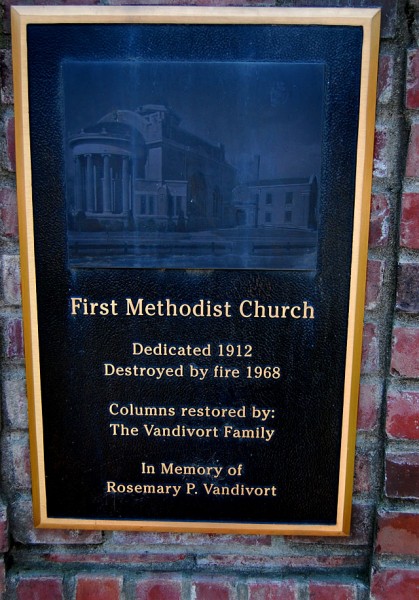 First Methodist Church
Dedicated 1912
Destroyed by fire 1968
Columns restored by:
The Vandivort Family
In Memory of
Rosemary P. Vandivort